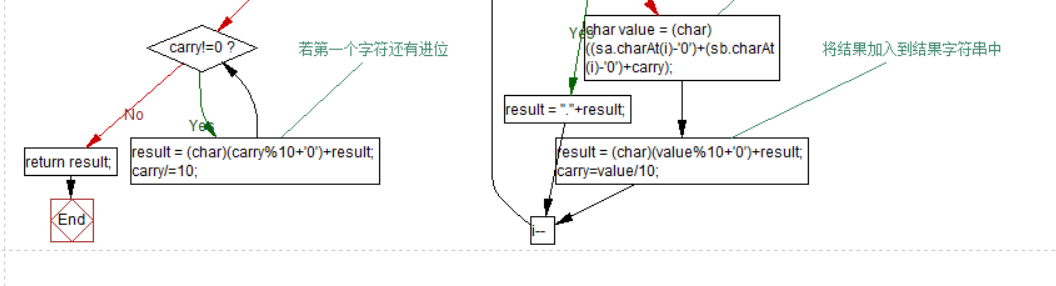 carry!=0 ?
若第一个字符还有进位
No
Yes
return result;
result = (char)(carry%10+'0')+result;
carry/=10;
End
Yes
char value = (char)
((sa.charAt(i)-'0')+(sb.charAt
(i)-'0')+carry);
将结果加入到结果字符串中
result = "."+result;
result = (char)(value%10+'0')+result;
carry=value/10;
i--